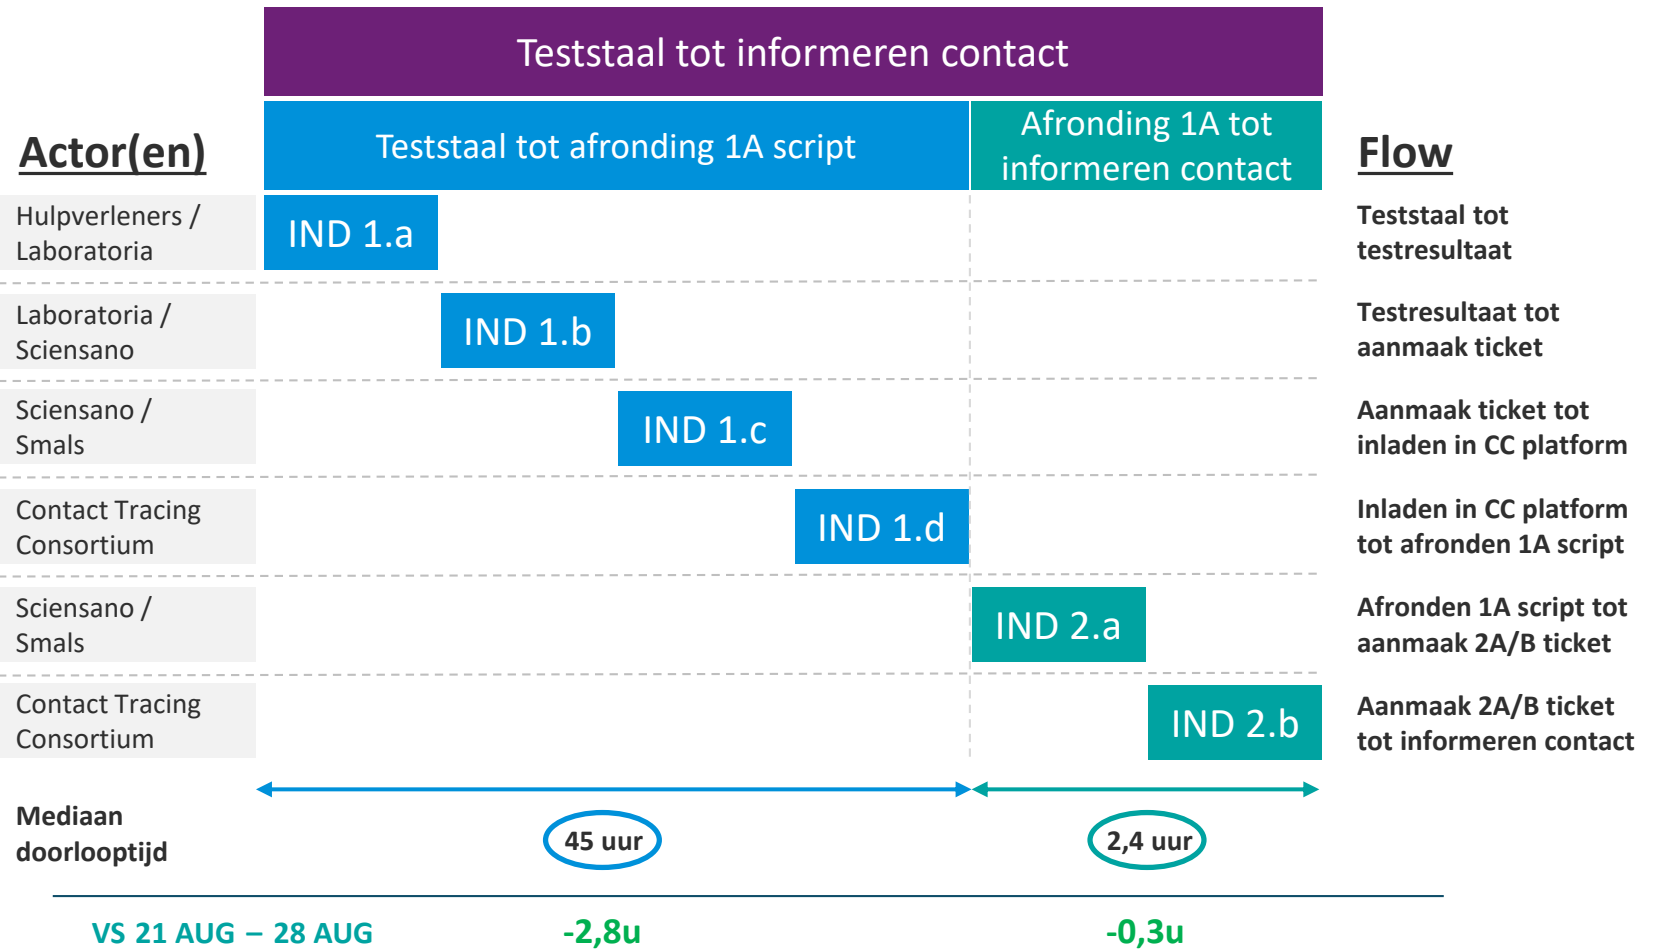 Teststaal tot informeren contact
Actor(en)
Teststaal tot afronding 1A script
Afronding 1A tot
informeren contact
Flow
Hulpverleners /
Laboratoria
IND 1.a
Teststaal tot
testresultaat
Laboratoria /
Sciensano
IND 1.b
Testresultaat tot
aanmaak ticket
Sciensano /
Smals
IND 1.c
Aanmaak ticket tot
inladen in CC platform
Contact Tracing
Consortium
IND 1.d
Inladen in CC platform
tot afronden 1A script
Sciensano /
Smals
IND 2.a
Afronden 1A script tot
aanmaak 2A/B ticket
Contact Tracing
Consortium
IND 2.b
Aanmaak 2A/B ticket
tot informeren contact
Mediaan
doorlooptijd
45 uur
2,4 uur
VS 21 AUG – 28 AUG
-2,8u
-0,3u